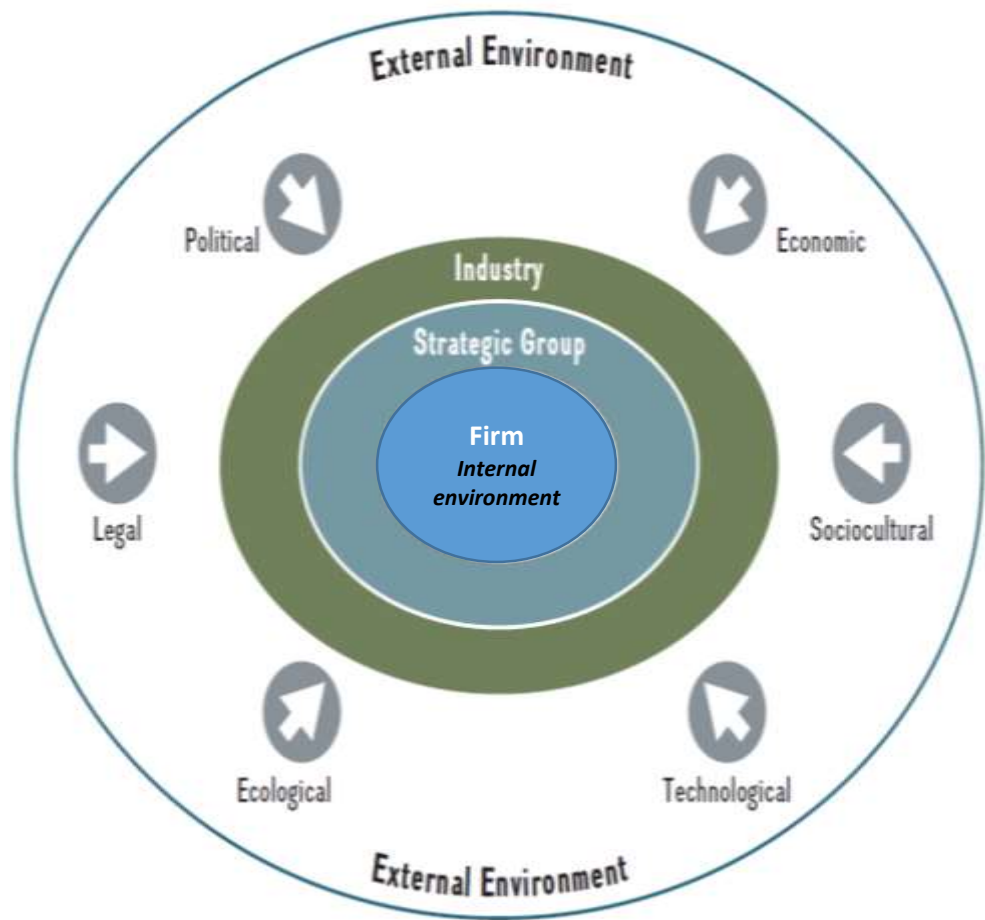 External Environment
Political
Economic
Industry
Strategic Group
Firm
Internal
environment
Legal
Sociocultural
Ecological
Technological
External Environment